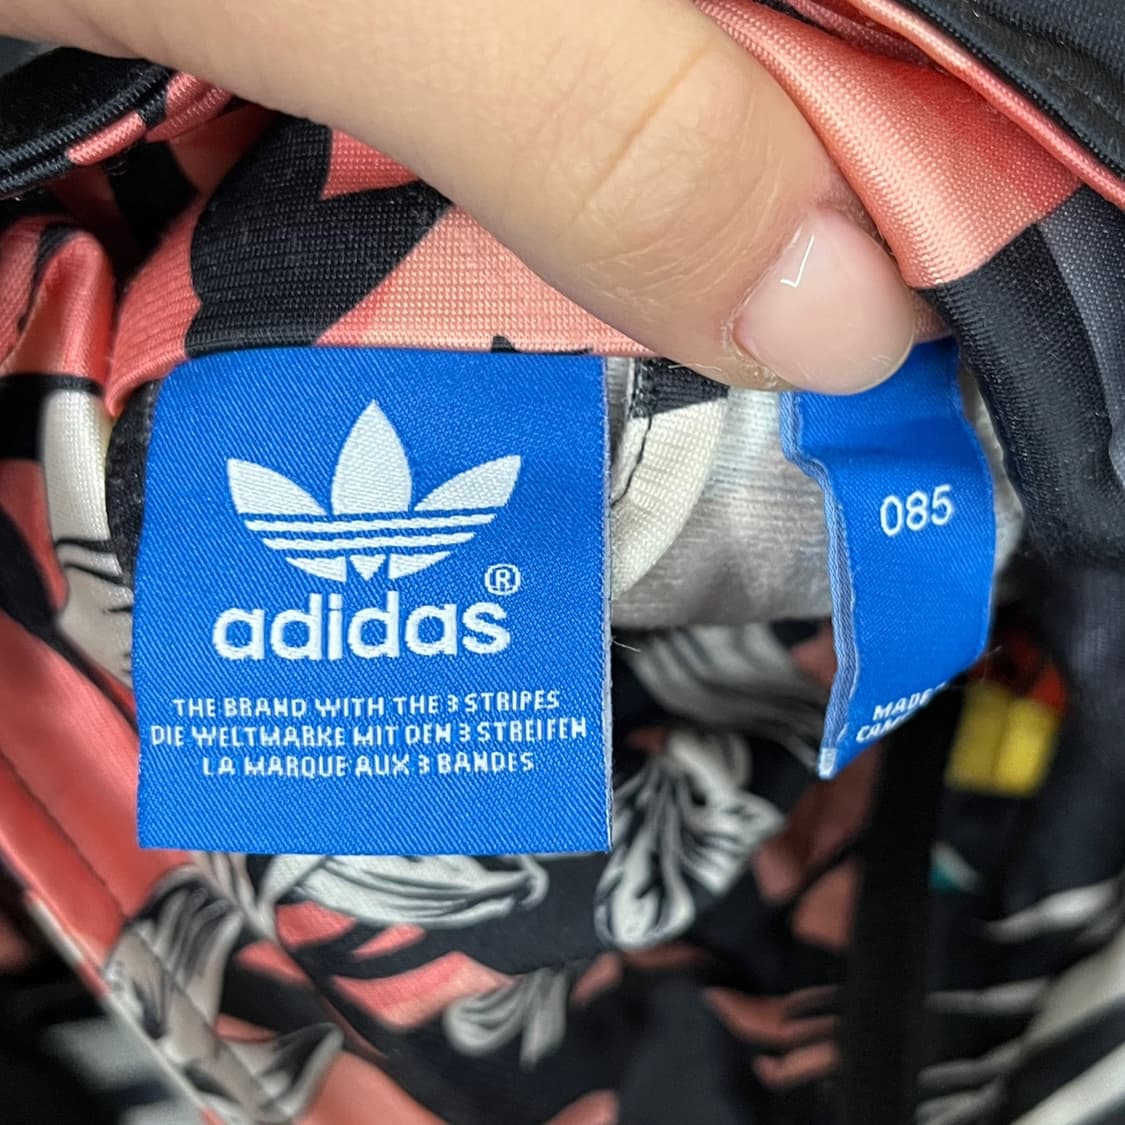 adidas®
THE BRAND WITH THE 3 STRIPES
DIE WELTMARKE MIT DEN 3 STREIFEN
LA MARQUE AUX 3 BANDES
085
MADE